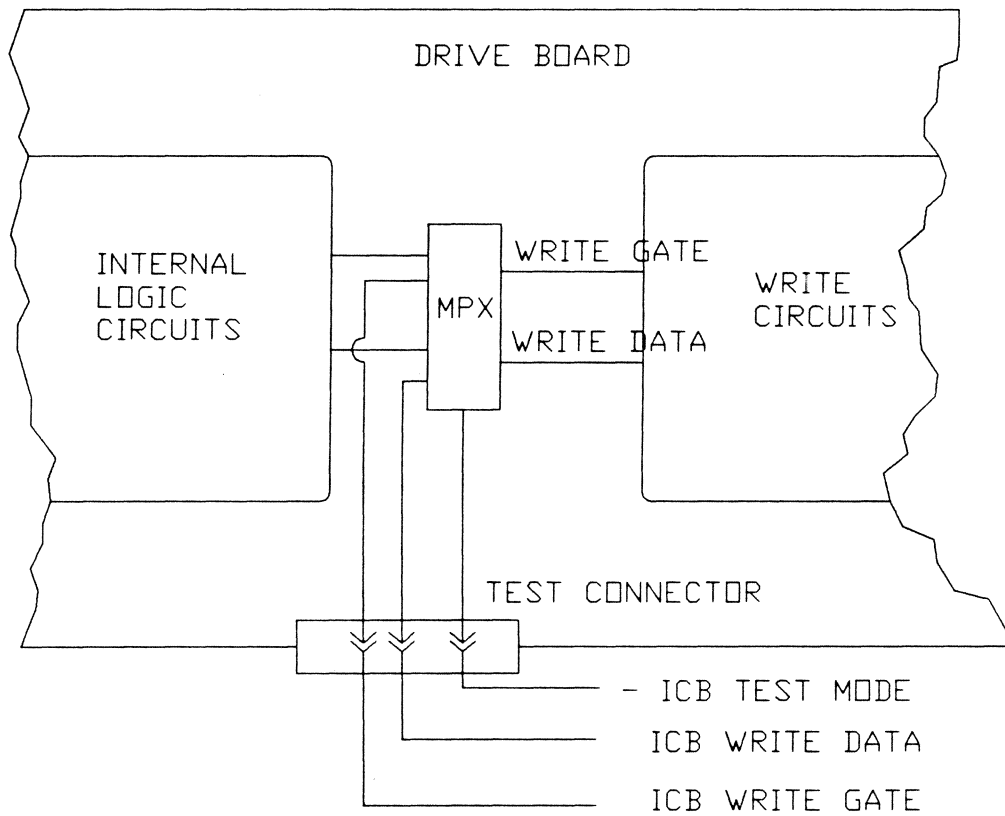 DRIVE BOARD
INTERNAL
LOGIC
CIRCUITS
MPX
WRITE GATE
WRITE DATA
WRITE
CIRCUITS
TEST CONNECTOR
- ICB TEST MODE
ICB WRITE DATA
ICB WRITE GATE